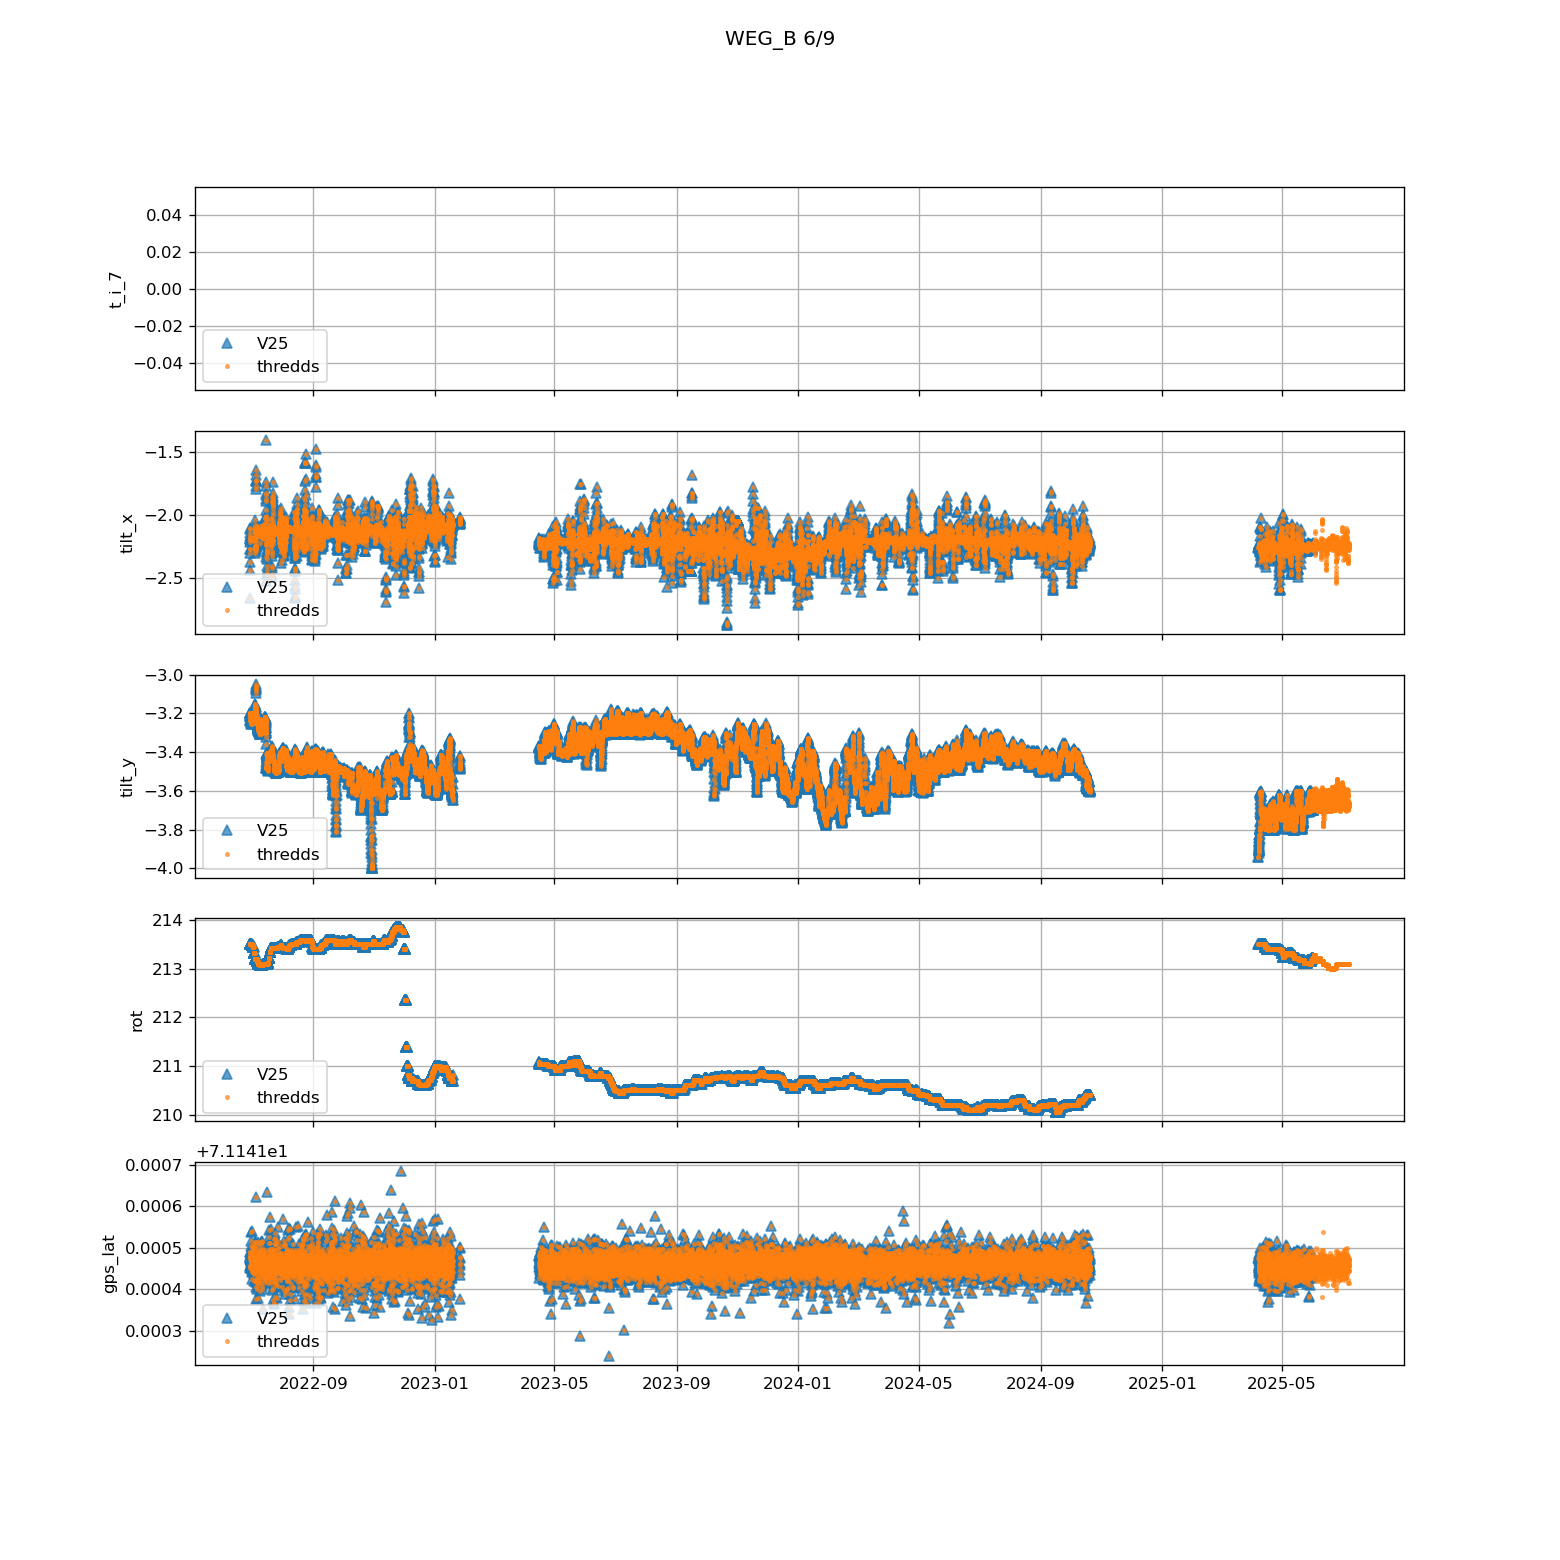 WEG_B 6/9
t_i_7
0.04
0.02
0.00
−0.02
−0.04
V25
thredds
tilt_x
−1.5
−2.0
−2.5
V25
thredds
tilt_y
−3.0
−3.2
−3.4
−3.6
−3.8
−4.0
V25
thredds
rot
214
213
212
211
210
V25
thredds
+7.1141e1
gps_lat
0.0007
0.0006
0.0005
0.0004
0.0003
V25
thredds
2022-09
2023-01
2023-05
2023-09
2024-01
2024-05
2024-09
2025-01
2025-05